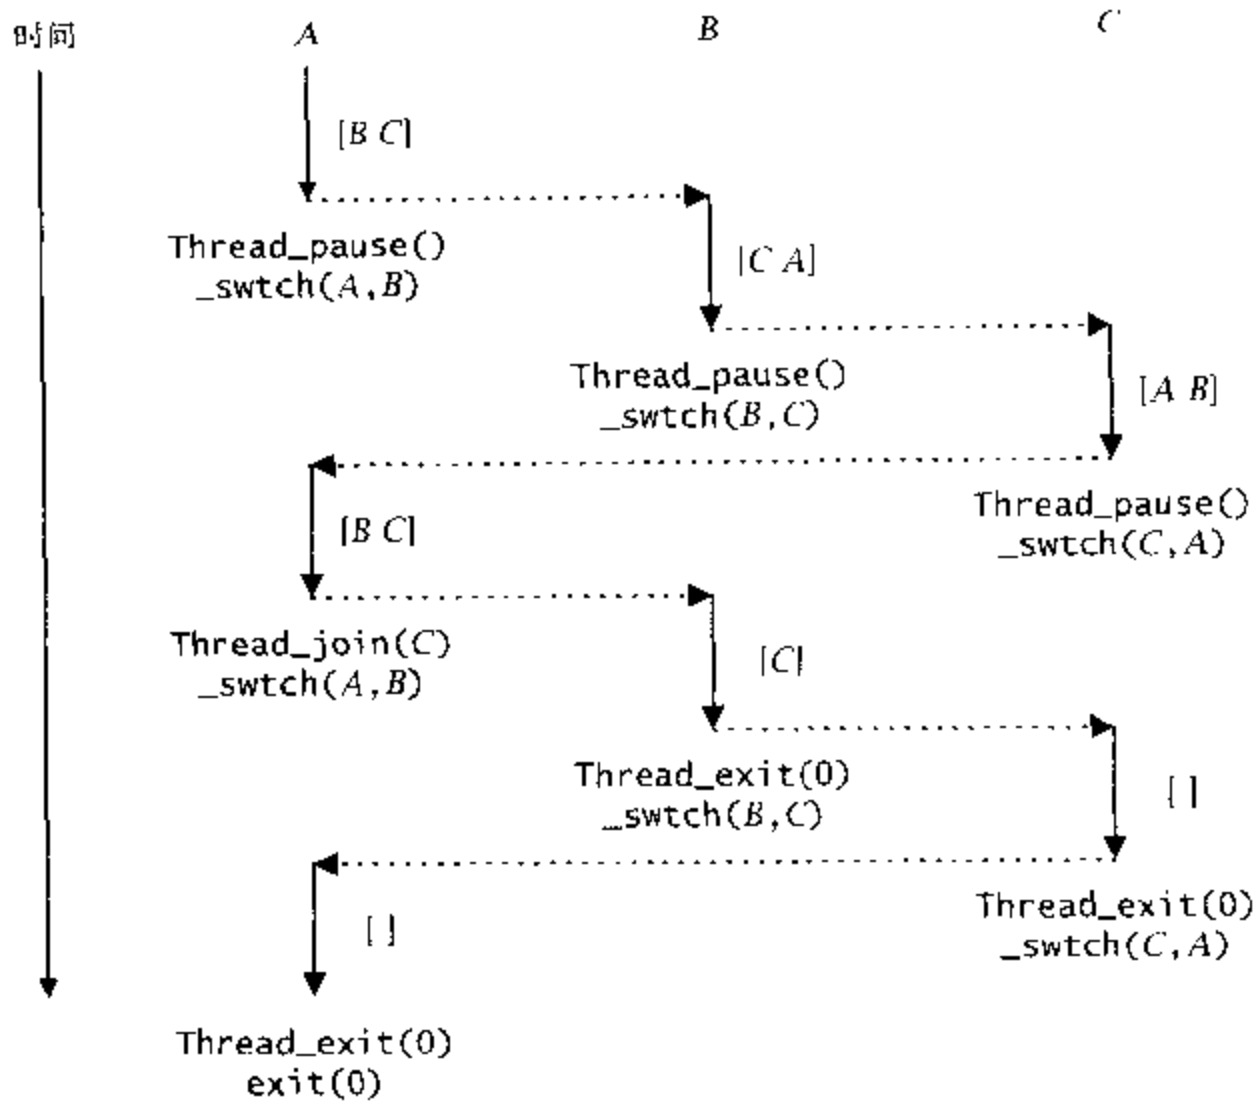 时间
A
B
C
[B C]
Thread_pause()
_swtch(A,B)
[C A]
Thread_pause()
_swtch(B,C)
[A B]
Thread_pause()
_swtch(C,A)
[B C]
Thread_join(C)
_swtch(A,B)
[C]
Thread_exit(0)
_swtch(B,C)
[ ]
Thread_exit(0)
_swtch(C,A)
[ ]
Thread_exit(0)
exit(0)